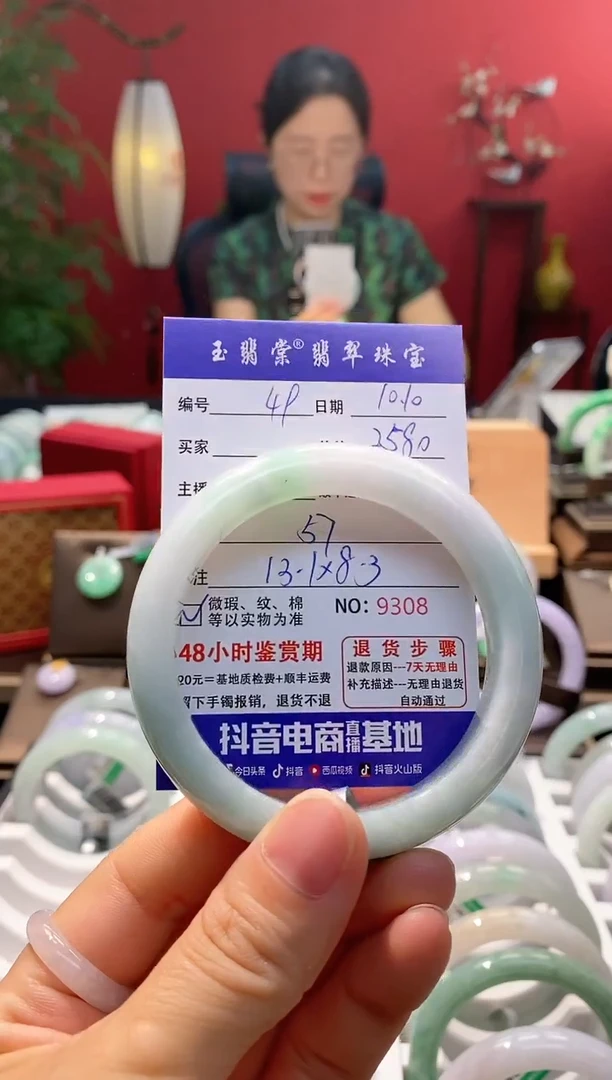 玉翡棠®翡翠珠宝
编号 49 日期 10.10
买家 2580
主播
57
注 13-1×8-3
微瑕、纹、棉
等以实物为准
NO: 9308
48小时鉴赏期
20元=基地质检费+顺丰运费
留下手镯报销，退货不退
退货步骤
退款原因---7天无理由
补充描述---无理由退货
自动通过
抖音电商直播基地
今日头条 抖音 西瓜视频 抖音火山版